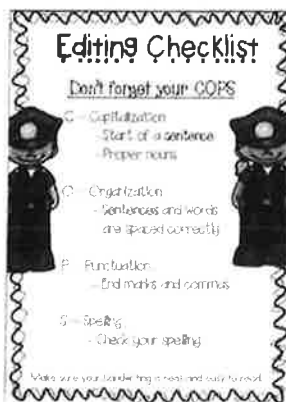 Editing Checklist
Don't forget your COPS
C - Capitalization
- Start of a sentence
- Proper nouns
O - Organization
- Sentences and words
are spaced correctly
P - Punctuation
- End marks and commas
S - Spelling
- Check your spelling
Make sure your handwriting is neat and easy to read